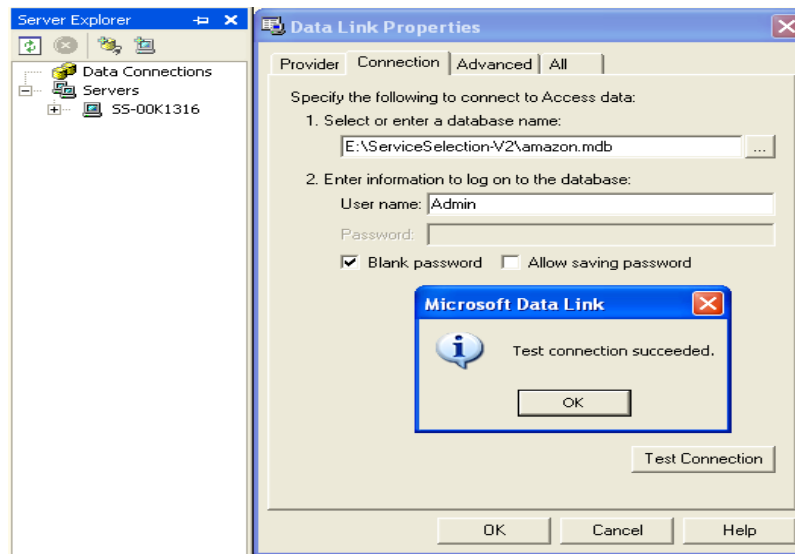 Server Explorer
Data Connections
Servers
SS-00K1316
Data Link Properties
Provider Connection Advanced All
Specify the following to connect to Access data:
1. Select or enter a database name:
E:\ServiceSelection-V2\amazon.mdb ...
2. Enter information to log on to the database:
User name: Admin
Password:
Blank password Allow saving password
Microsoft Data Link
Test connection succeeded.
OK
Test Connection
OK Cancel Help